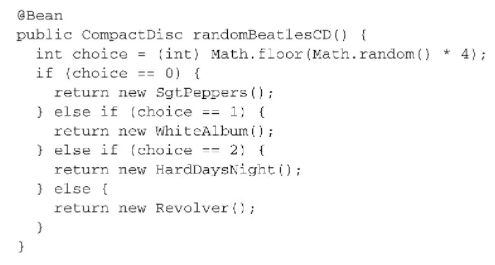 @Bean
public CompactDisc randomBeatlesCD() {
  int choice = (int) Math.floor(Math.random() * 4);
  if (choice == 0) {
    return new SgtPeppers();
  } else if (choice == 1) {
    return new WhiteAlbum();
  } else if (choice == 2) {
    return new HardDaysNight();
  } else {
    return new Revolver();
  }
}